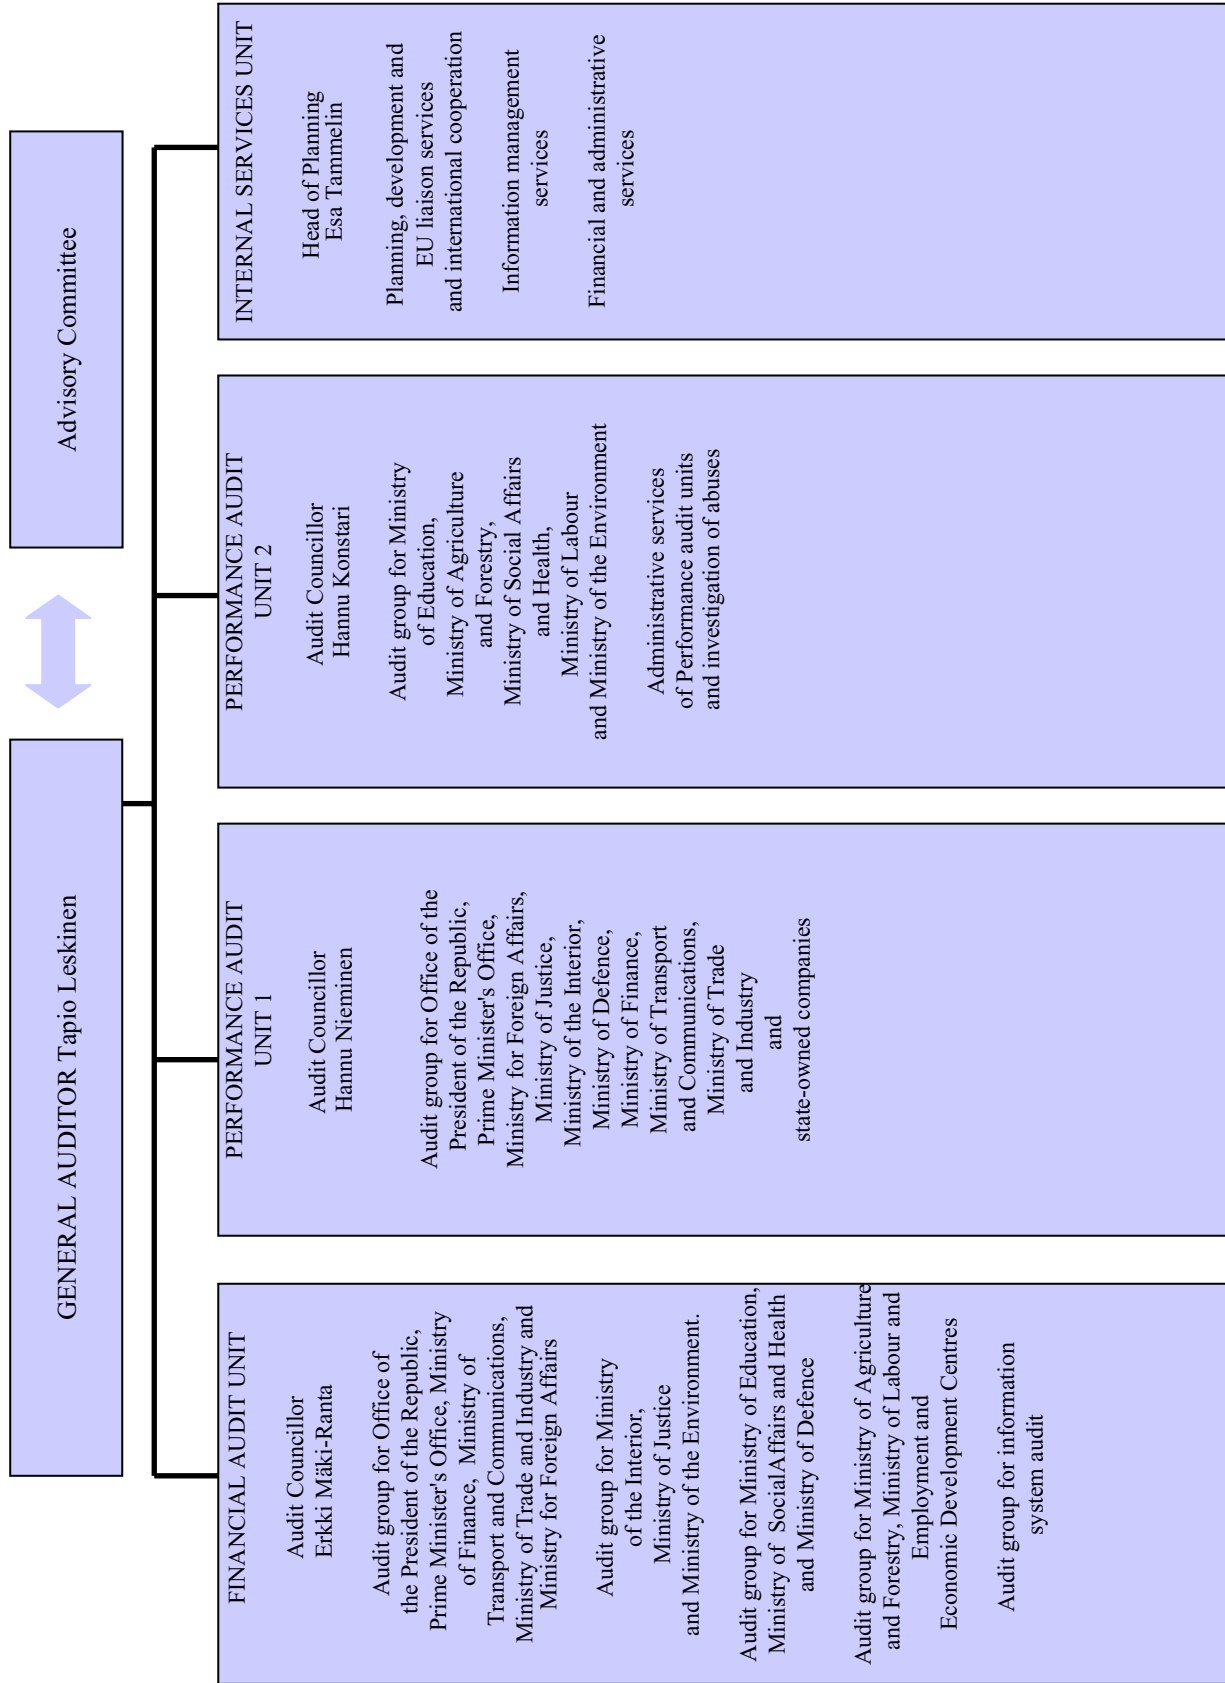 GENERAL AUDITOR Tapio Leskinen
Advisory Committee
FINANCIAL AUDIT UNIT
Audit Councillor
Erkki Mäki-Ranta
Audit group for Office of
the President of the Republic,
Prime Minister's Office, Ministry
of Finance, Ministry of
Transport and Communications,
Ministry of Trade and Industry and
Ministry for Foreign Affairs
Audit group for Ministry
of the Interior,
Ministry of Justice
and Ministry of the Environment.
Audit group for Ministry of Education,
Ministry of SocialAffairs and Health
and Ministry of Defence
Audit group for Ministry of Agriculture
and Forestry, Ministry of Labour and
Employment and
Economic Development Centres
Audit group for information
system audit
PERFORMANCE AUDIT
UNIT 1
Audit Councillor
Hannu Nieminen
Audit group for Office of the
President of the Republic,
Prime Minister's Office,
Ministry for Foreign Affairs,
Ministry of Justice,
Ministry of the Interior,
Ministry of Defence,
Ministry of Finance,
Ministry of Transport
and Communications,
Ministry of Trade
and Industry
and
state-owned companies
PERFORMANCE AUDIT
UNIT 2
Audit Councillor
Hannu Konstari
Audit group for Ministry
of Education,
Ministry of Agriculture
and Forestry,
Ministry of Social Affairs
and Health,
Ministry of Labour
and Ministry of the Environment
Administrative services
of Performance audit units
and investigation of abuses
INTERNAL SERVICES UNIT
Head of Planning
Esa Tammelin
Planning, development and
EU liaison services
and international cooperation
Information management
services
Financial and administrative
services